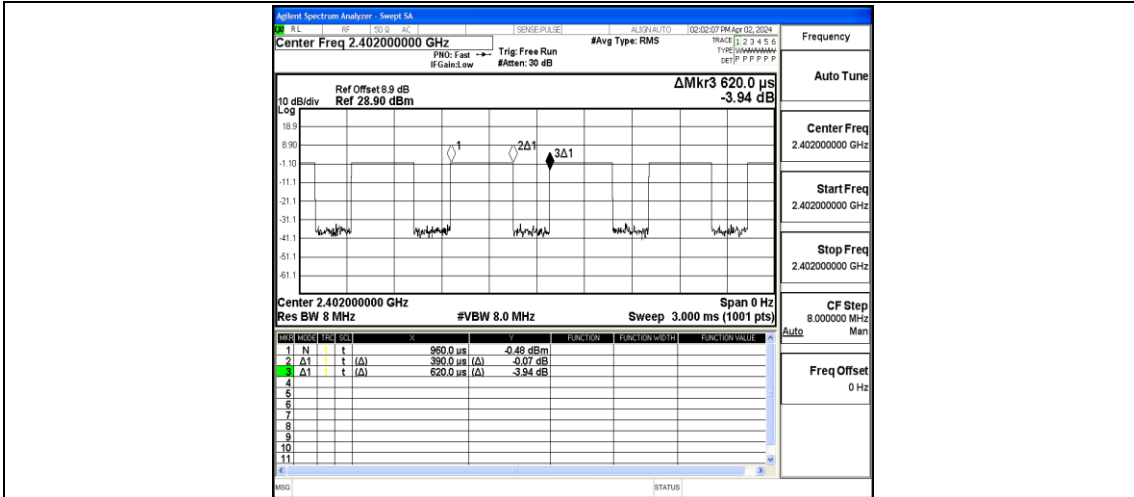 Agilent Spectrum Analyzer - Swept SA
RL RF 50 Ω AC SENSE:PULSE ALIGN AUTO 02:02:07 PM Apr 02, 2024
Center Freq 2.402000000 GHz #Avg Type: RMS TRACE 1 2 3 4 5 6 Frequency
PNO: Fast Trig: Free Run TYPE WWWWWW
IFGain:Low #Atten: 30 dB DET P P P P P P
Auto Tune
ΔMkr3 620.0 µs
Ref Offset 8.9 dB
10 dB/div Ref 28.90 dBm -3.94 dB
Log
18.9
8.90
-1.10
-11.1
-21.1
-31.1
-41.1
-51.1
-61.1
1 2Δ1 3Δ1
Center Freq
2.402000000 GHz
Start Freq
2.402000000 GHz
Stop Freq
2.402000000 GHz
Center 2.402000000 GHz Span 0 Hz
Res BW 8 MHz #VBW 8.0 MHz Sweep 3.000 ms (1001 pts)
CF Step
8.000000 MHz
Auto Man
MKR MODE TRC SCL X Y FUNCTION FUNCTION WIDTH FUNCTION VALUE
1 N 1 t 960.0 µs -0.48 dBm
2 Δ1 1 t (Δ) 390.0 µs (Δ) -0.07 dB
3 Δ1 1 t (Δ) 620.0 µs (Δ) -3.94 dB
4
5
6
7
8
9
10
11
Freq Offset
0 Hz
MSG STATUS